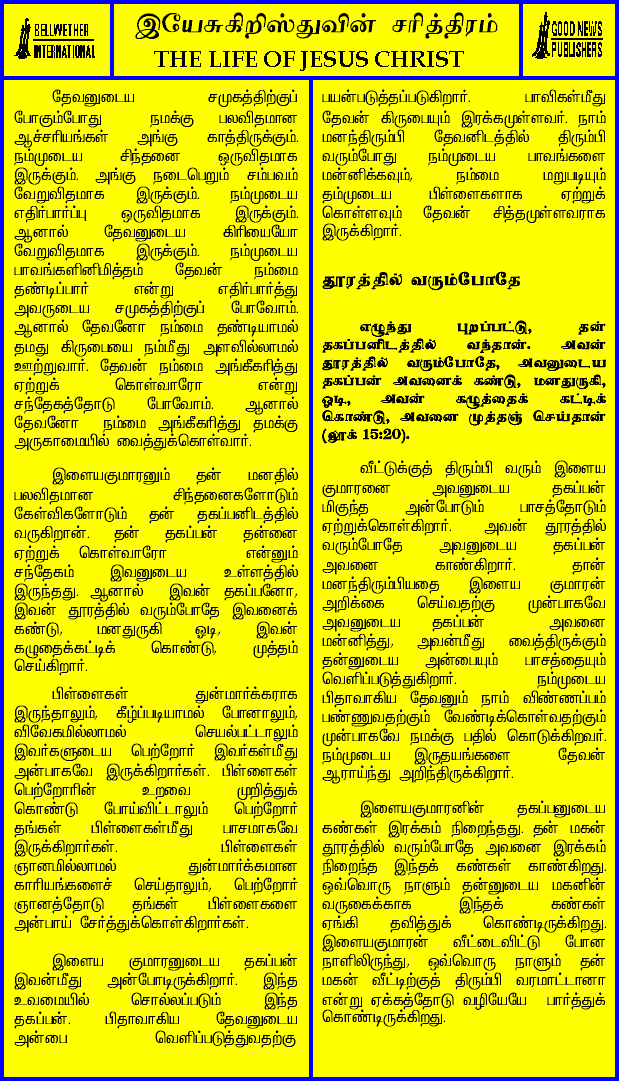 BELLWETHER
INTERNATIONAL
இயேசுகிறிஸ்துவின் சரித்திரம்
THE LIFE OF JESUS CHRIST
GOOD NEWS
PUBLISHERS
தேவனுடைய சமுகத்திற்குப்
போகும்போது நமக்கு பலவிதமான
ஆச்சரியங்கள் அங்கு காத்திருக்கும்.
நம்முடைய சிந்தனை ஒருவிதமாக
இருக்கும். அங்கு நடைபெறும் சம்பவம்
வேறுவிதமாக இருக்கும். நம்முடைய
எதிர்பார்ப்பு ஒருவிதமாக இருக்கும்.
ஆனால் தேவனுடைய கிரியையோ
வேறுவிதமாக இருக்கும். நம்முடைய
பாவங்களினிமித்தம் தேவன் நம்மை
தண்டிப்பார் என்று எதிர்பார்த்து
அவருடைய சமுகத்திற்குப் போவோம்.
ஆனால் தேவனோ நம்மை தண்டியாமல்
தமது கிருபையை நம்மீது அளவில்லாமல்
ஊற்றுவார். தேவன் நம்மை அங்கீகரித்து
ஏற்றுக் கொள்வாரோ என்று
சந்தேகத்தோடு போவோம். ஆனால்
தேவனோ நம்மை அங்கீகரித்து தமக்கு
அருகாமையில் வைத்துக்கொள்வார்.
இளையகுமாரனும் தன் மனதில்
பலவிதமான சிந்தனைகளோடும்
கேள்விகளோடும் தன் தகப்பனிடத்தில்
வருகிறான். தன் தகப்பன் தன்னை
ஏற்றுக் கொள்வாரோ என்னும்
சந்தேகம் இவனுடைய உள்ளத்தில்
இருந்தது. ஆனால் இவன் தகப்பனோ,
இவன் தூரத்தில் வரும்போதே இவனைக்
கண்டு, மனதுருகி ஓடி, இவன்
கழுதைக்கட்டிக் கொண்டு, முத்தம்
செய்கிறார்.
பிள்ளைகள் துன்மார்க்கராக
இருந்தாலும், கீழ்ப்படியாமல் போனாலும்,
விவேகமில்லாமல் செயல்பட்டாலும்
இவர்களுடைய பெற்றோர் இவர்கள்மீது
அன்பாகவே இருக்கிறார்கள். பிள்ளைகள்
பெற்றோரின் உறவை முறித்துக்
கொண்டு போய்விட்டாலும் பெற்றோர்
தங்கள் பிள்ளைகள்மீது பாசமாகவே
இருக்கிறார்கள். பிள்ளைகள்
ஞானமில்லாமல் துன்மார்க்கமான
காரியங்களைச் செய்தாலும், பெற்றோர்
ஞானத்தோடு தங்கள் பிள்ளைகளை
அன்பாய் சேர்த்துக்கொள்கிறார்கள்.
இளைய குமாரனுடைய தகப்பன்
இவன்மீது அன்போடிருக்கிறார். இந்த
உவமையில் சொல்லப்படும் இந்த
தகப்பன். பிதாவாகிய தேவனுடைய
அன்பை வெளிப்படுத்துவதற்கு
பயன்படுத்தப்படுகிறார். பாவிகள்மீது
தேவன் கிருபையும் இரக்கமுள்ளவர். நாம்
மனந்திரும்பி தேவனிடத்தில் திரும்பி
வரும்போது நம்முடைய பாவங்களை
மன்னிக்கவும், நம்மை மறுபடியும்
தம்முடைய பிள்ளைகளாக ஏற்றுக்
கொள்ளவும் தேவன் சித்தமுள்ளவராக
இருக்கிறார்.
தூரத்தில் வரும்போதே
எழுந்து புறப்பட்டு, தன்
தகப்பனிடத்தில் வந்தான். அவன்
தூரத்தில் வரும்போதே, அவனுடைய
தகப்பன் அவனைக் கண்டு, மனதுருகி,
ஓடி, அவன் கழுத்தைக் கட்டிக்
கொண்டு, அவனை முத்தஞ் செய்தான்
(லூக் 15:20).
வீட்டுக்குத் திரும்பி வரும் இளைய
குமாரனை அவனுடைய தகப்பன்
மிகுந்த அன்போடும் பாசத்தோடும்
ஏற்றுக்கொள்கிறார். அவன் தூரத்தில்
வரும்போதே அவனுடைய தகப்பன்
அவனை காண்கிறார். தான்
மனந்திரும்பியதை இளைய குமாரன்
அறிக்கை செய்வதற்கு முன்பாகவே
அவனுடைய தகப்பன் அவனை
மன்னித்து, அவன்மீது வைத்திருக்கும்
தன்னுடைய அன்பையும் பாசத்தையும்
வெளிப்படுத்துகிறார். நம்முடைய
பிதாவாகிய தேவனும் நாம் விண்ணப்பம்
பண்ணுவதற்கும் வேண்டிக்கொள்வதற்கும்
முன்பாகவே நமக்கு பதில் கொடுக்கிறவர்.
நம்முடைய இருதயங்களை தேவன்
ஆராய்ந்து அறிந்திருக்கிறார்.
இளையகுமாரனின் தகப்பனுடைய
கண்கள் இரக்கம் நிறைந்தது. தன் மகன்
தூரத்தில் வரும்போதே அவனை இரக்கம்
நிறைந்த இந்தக் கண்கள் காண்கிறது.
ஒவ்வொரு நாளும் தன்னுடைய மகனின்
வருகைக்காக இந்தக் கண்கள்
ஏங்கி தவித்துக் கொண்டிருக்கிறது.
இளையகுமாரன் வீட்டைவிட்டு போன
நாளிலிருந்து, ஒவ்வொரு நாளும் தன்
மகன் வீட்டிற்குத் திரும்பி வரமாட்டானா
என்று ஏக்கத்தோடு வழியேயே பார்த்துக்
கொண்டிருக்கிறது.